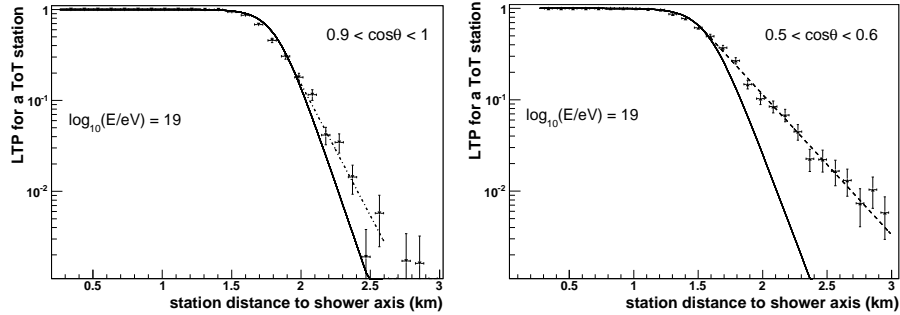 LTP for a ToT station
1
10^-1
10^-2
0.9 < cosθ < 1
log10(E/eV) = 19
0.5 1 1.5 2 2.5 3
station distance to shower axis (km)
LTP for a ToT station
1
10^-1
10^-2
0.5 < cosθ < 0.6
log10(E/eV) = 19
0.5 1 1.5 2 2.5 3
station distance to shower axis (km)